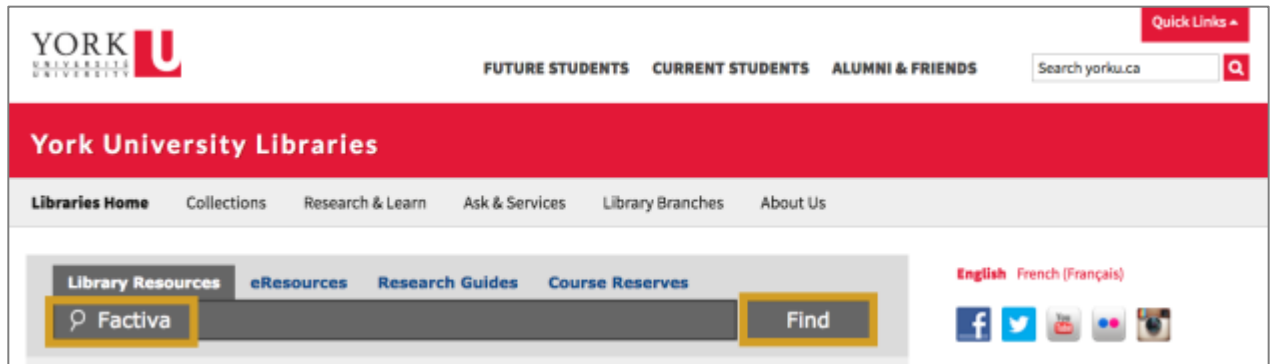 Quick Links
YORK U
UNIVERSITÉ
UNIVERSITY
FUTURE STUDENTS CURRENT STUDENTS ALUMNI & FRIENDS Search yorku.ca
York University Libraries
Libraries Home Collections Research & Learn Ask & Services Library Branches About Us
Library Resources eResources Research Guides Course Reserves
English French (Français)
Factiva Find
f You Tube